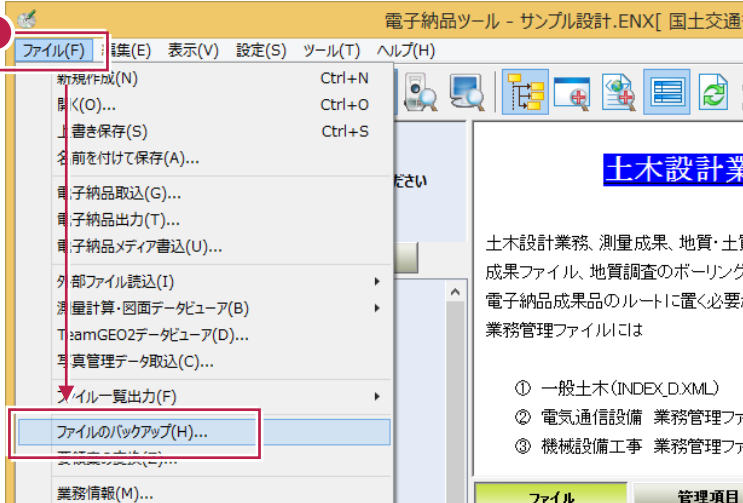 電子納品ツール - サンプル設計.ENX[ 国土交通
ファイル(F) 編集(E) 表示(V) 設定(S) ツール(T) ヘルプ(H)
新規作成(N) Ctrl+N
開く(O)... Ctrl+O
上書き保存(S) Ctrl+S
名前を付けて保存(A)...
電子納品取込(G)...
電子納品出力(T)...
電子納品メディア書込(U)...
外部ファイル読込(I)
測量計算・図面データビューア(B)
TeamGEO2データビューア(D)...
写真管理データ取込(C)...
ファイル一覧出力(F)
ファイルのバックアップ(H)...
業務情報(M)...
ださい
土木設計業
土木設計業務、測量成果、地質・土質
成果ファイル、地質調査のボーリング
電子納品成果品のルートに置く必要が
業務管理ファイルには
① 一般土木(INDEX_D.XML)
② 電気通信設備 業務管理ファ
③ 機械設備工事 業務管理ファ
ファイル 管理項目